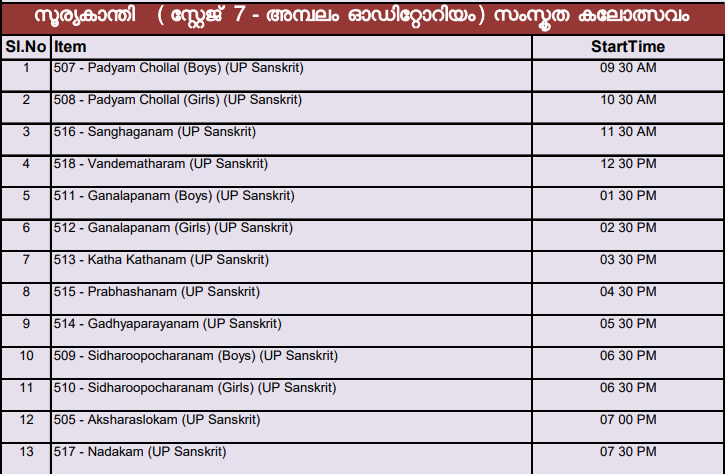 സൂര്യകാന്തി ( സ്റ്റേജ് 7 - അമ്പലം ഓഡിറ്റോറിയം) സംസ്കൃത കലോത്സവം
Sl.No Item StartTime
1 507 - Padyam Chollal (Boys) (UP Sanskrit) 09 30 AM
2 508 - Padyam Chollal (Girls) (UP Sanskrit) 10 30 AM
3 516 - Sanghaganam (UP Sanskrit) 11 30 AM
4 518 - Vandematharam (UP Sanskrit) 12 30 PM
5 511 - Ganalapanam (Boys) (UP Sanskrit) 01 30 PM
6 512 - Ganalapanam (Girls) (UP Sanskrit) 02 30 PM
7 513 - Katha Kathanam (UP Sanskrit) 03 30 PM
8 515 - Prabhashanam (UP Sanskrit) 04 30 PM
9 514 - Gadhyaparayanam (UP Sanskrit) 05 30 PM
10 509 - Sidharoopocharanam (Boys) (UP Sanskrit) 06 30 PM
11 510 - Sidharoopocharanam (Girls) (UP Sanskrit) 06 30 PM
12 505 - Aksharaslokam (UP Sanskrit) 07 00 PM
13 517 - Nadakam (UP Sanskrit) 07 30 PM